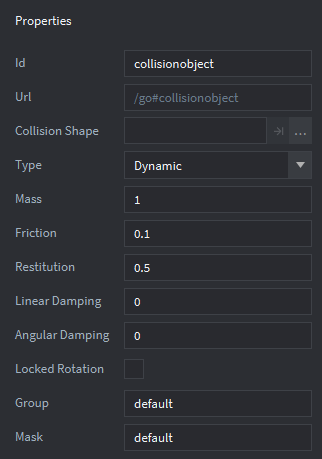 Properties
Id collisionobject
Url /go#collisionobject
Collision Shape ...
Type Dynamic
Mass 1
Friction 0.1
Restitution 0.5
Linear Damping 0
Angular Damping 0
Locked Rotation
Group default
Mask default